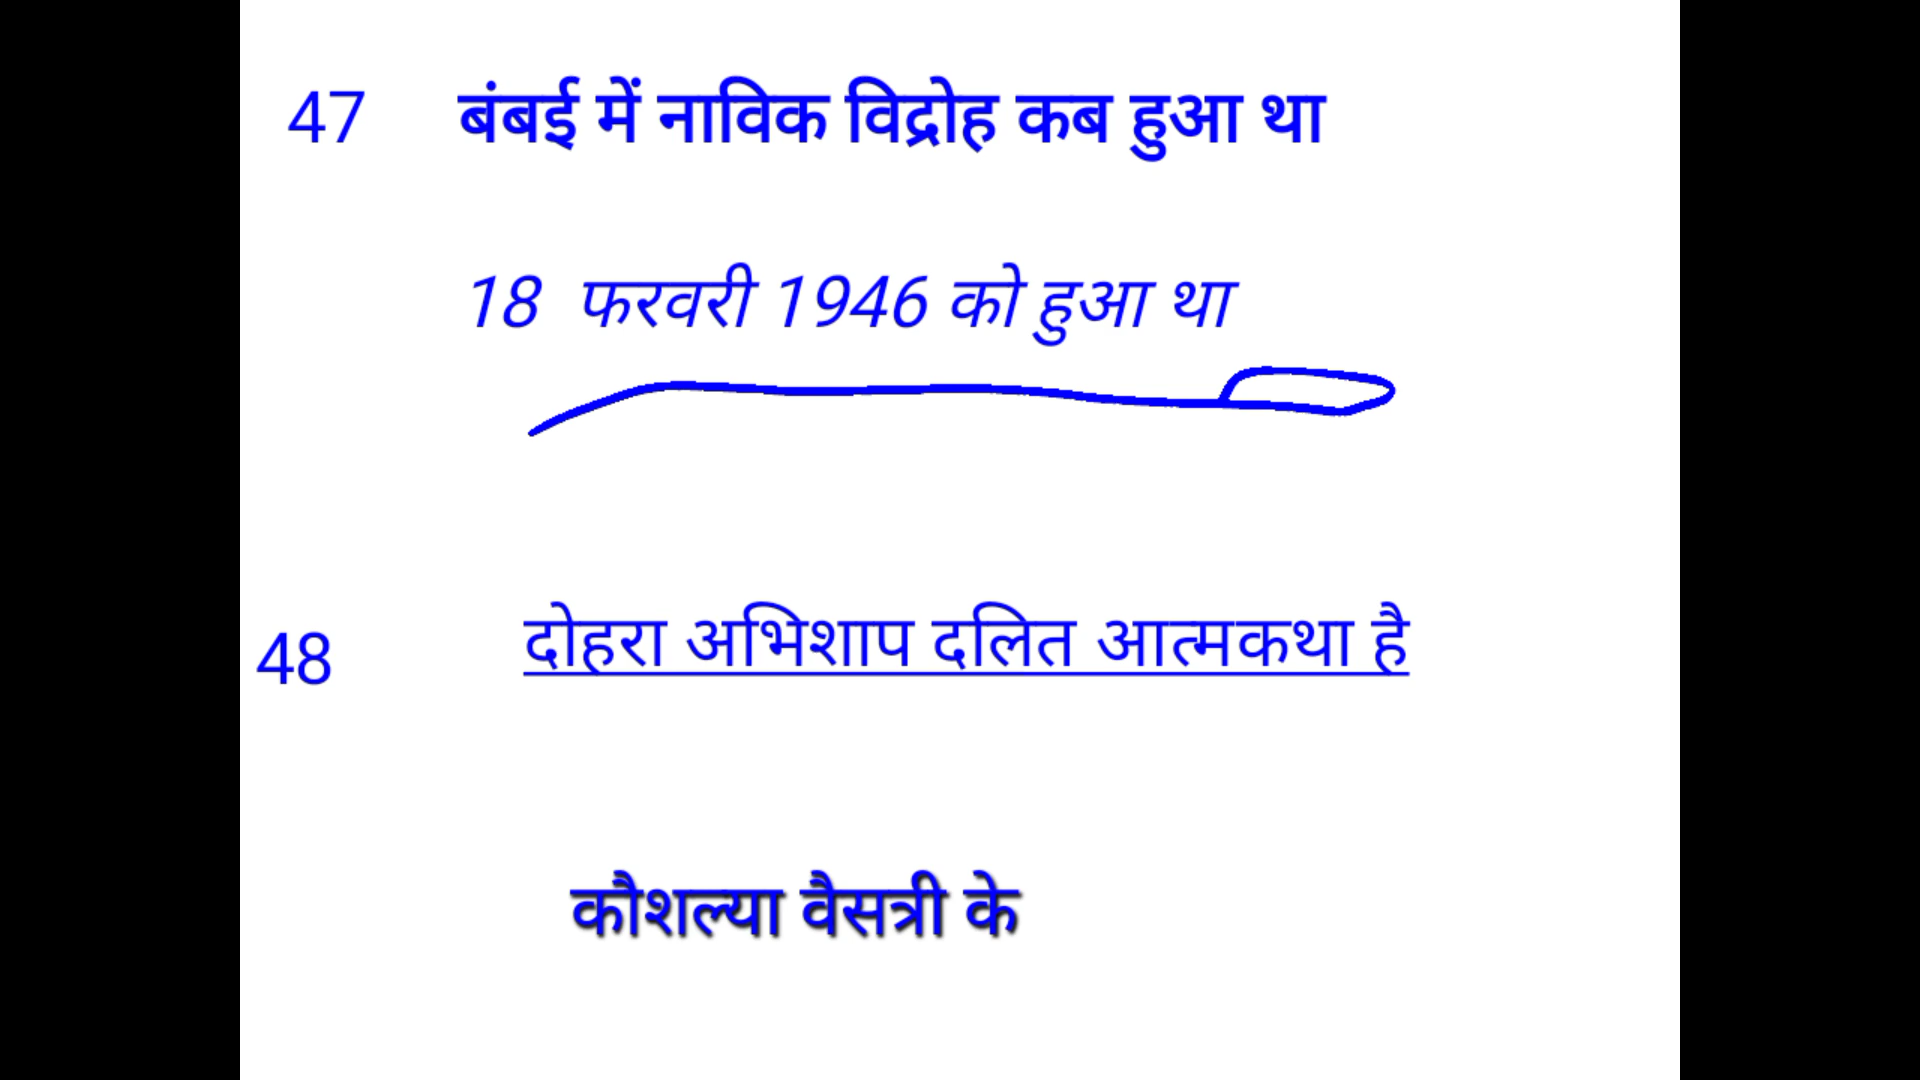 47 बंबई में नाविक विद्रोह कब हुआ था
18 फरवरी 1946 को हुआ था
48 दोहरा अभिशाप दलित आत्मकथा है
कौशल्या वैसत्री के